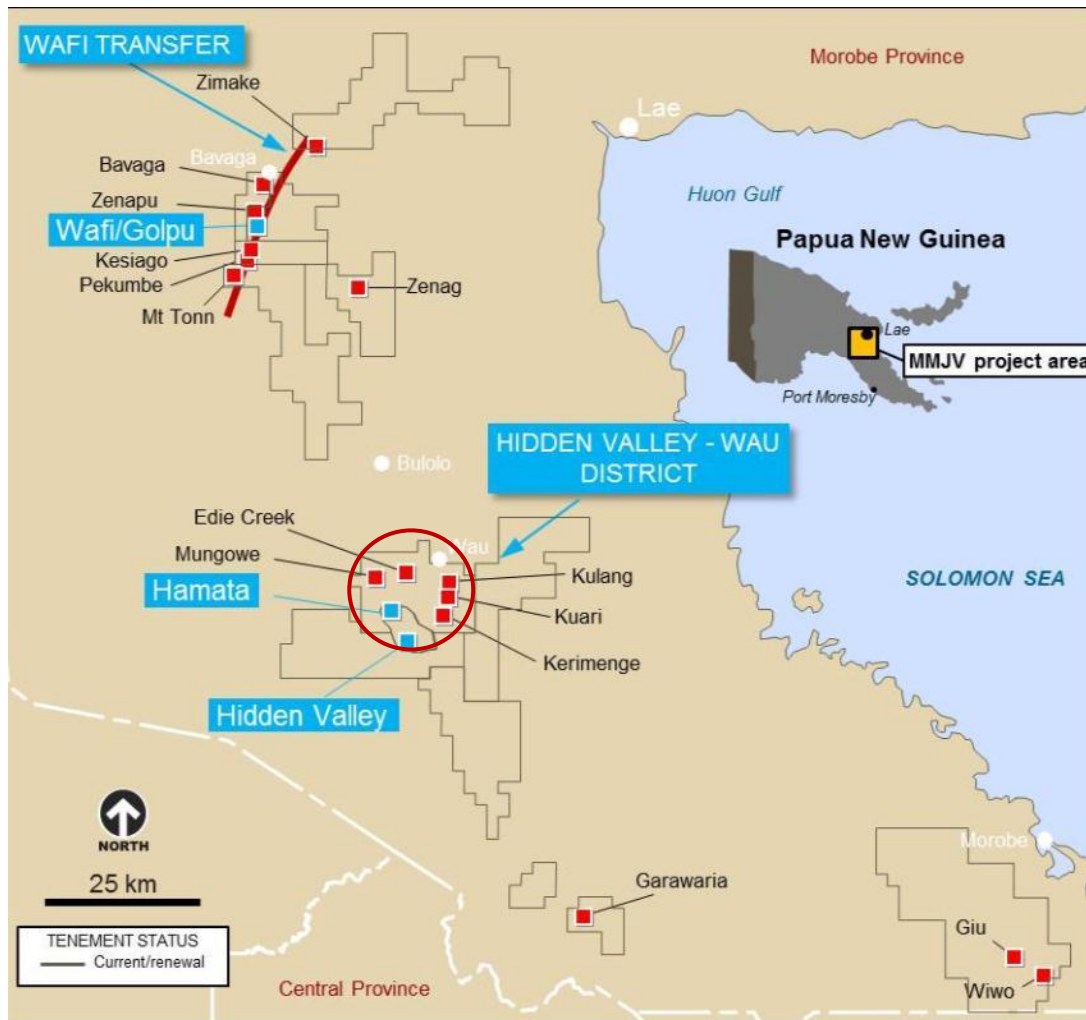 WAFI TRANSFER
Morobe Province
Zimake
Lae
Bavaga
Bavaga
Zenapu
Huon Gulf
Wafi/Golpu
Papua New Guinea
Kesiago
Pekumbe
Zenag
Mt Tonn
Lae
MMJV project area
Port Moresby
HIDDEN VALLEY - WAU
DISTRICT
Bulolo
Edie Creek
Mungowe
Wau
Kulang
SOLOMON SEA
Hamata
Kuari
Kerimenge
Hidden Valley
NORTH
Morobe
25 km
Garawaria
TENEMENT STATUS
Current/renewal
Giu
Central Province
Wiwo